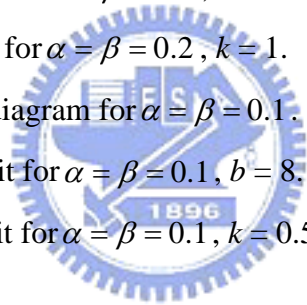 for α = β = 0.2 , k = 1.
diagram for α = β = 0.1 .
it for α = β = 0.1 , b = 8.
1896
it for α = β = 0.1 , k = 0.5